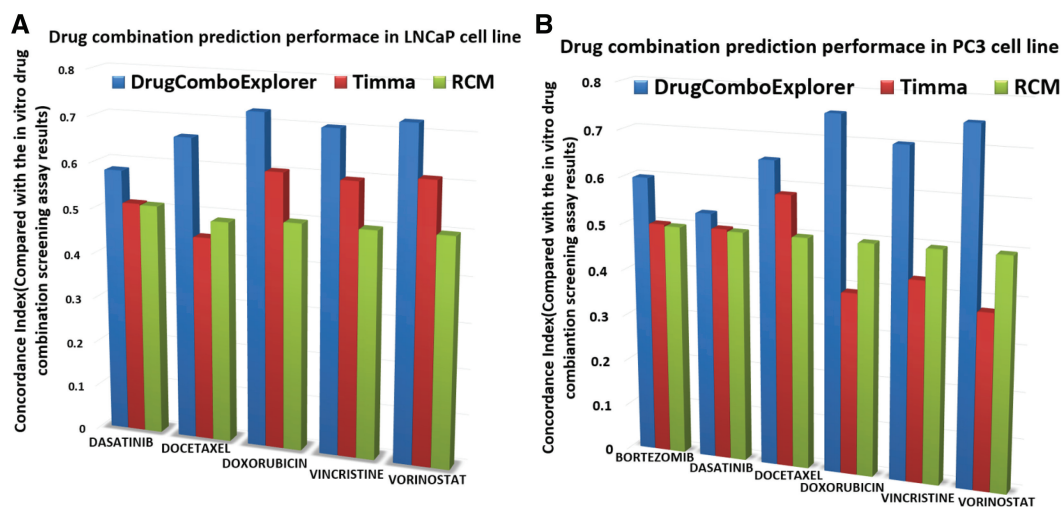 A
Drug combination prediction performace in LNCaP cell line
Concordance Index(Compared with the in vitro drug
combination screening assay results)
DrugComboExplorer Timma RCM
0.8
0.7
0.6
0.5
0.4
0.3
0.2
0.1
0
DASATINIB
DOCETAXEL
DOXORUBICIN
VINCRISTINE
VORINOSTAT
B
Drug combination prediction performace in PC3 cell line
Concordance Index(Compared with the in vitro drug
combiantion screening assay results)
DrugComboExplorer Timma RCM
0.8
0.7
0.6
0.5
0.4
0.3
0.2
0.1
0
BORTEZOMIB
DASATINIB
DOCETAXEL
DOXORUBICIN
VINCRISTINE
VORINOSTAT